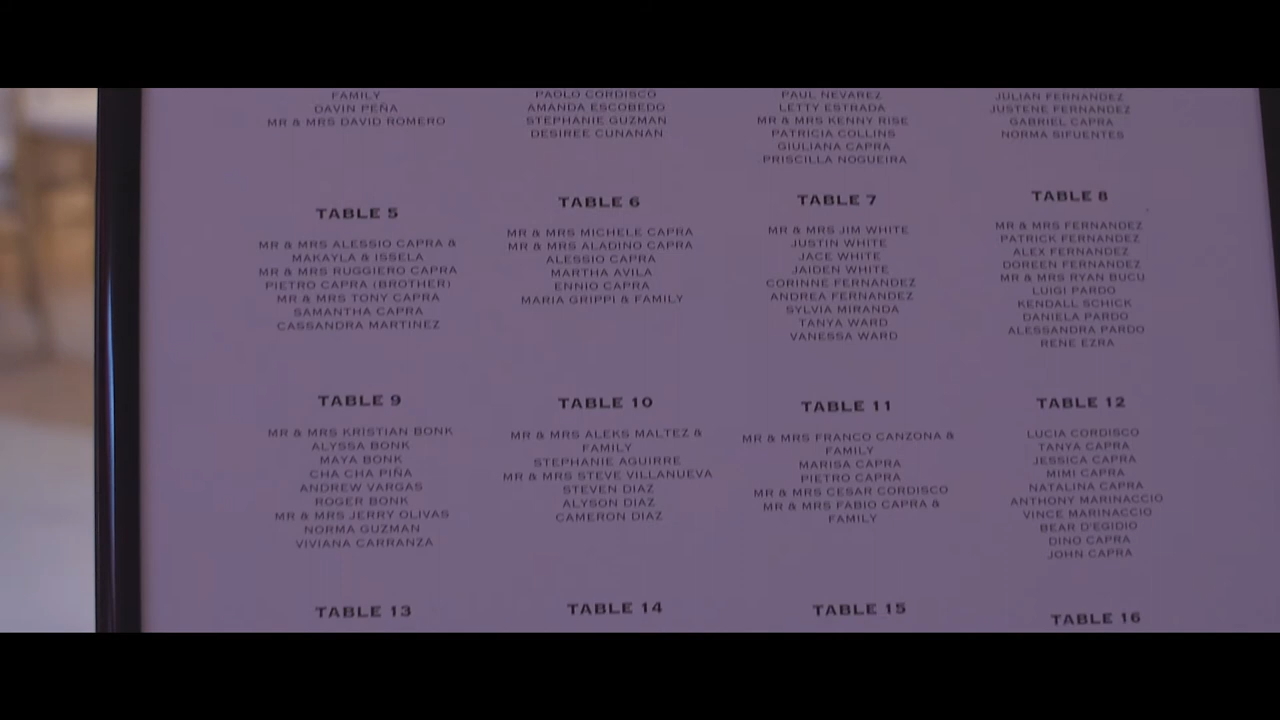 FAMILY
DAVIN PEÑA
MR & MRS DAVID ROMERO
PAOLO CORDISCO
AMANDA ESCOBEDO
STEPHANIE GUZMAN
DESIREE CUNANAN
PAUL NEVAREZ
LETTY ESTRADA
MR & MRS KENNY RISE
PATRICIA COLLINS
GIULIANA CAPRA
PRISCILLA NOGUEIRA
JULIAN FERNANDEZ
JUSTENE FERNANDEZ
GABRIEL CAPRA
NORMA SIFUENTES
TABLE 5
MR & MRS ALESSIO CAPRA &
MAKAYLA & ISSELA
MR & MRS RUGGIERO CAPRA
PIETRO CAPRA (BROTHER)
MR & MRS TONY CAPRA
SAMANTHA CAPRA
CASSANDRA MARTINEZ
TABLE 6
MR & MRS MICHELE CAPRA
MR & MRS ALADINO CAPRA
ALESSIO CAPRA
MARTHA AVILA
ENNIO CAPRA
MARIA GRIPPI & FAMILY
TABLE 7
MR & MRS JIM WHITE
JUSTIN WHITE
JACE WHITE
JAIDEN WHITE
CORINNE FERNANDEZ
ANDREA FERNANDEZ
SYLVIA MIRANDA
TANYA WARD
VANESSA WARD
TABLE 8
MR & MRS FERNANDEZ
PATRICK FERNANDEZ
ALEX FERNANDEZ
DOREEN FERNANDEZ
MR & MRS RYAN BUCU
LUIGI PARDO
KENDALL SCHICK
DANIELA PARDO
ALESSANDRA PARDO
RENE EZRA
TABLE 9
MR & MRS KRISTIAN BONK
ALYSSA BONK
MAYA BONK
CHA CHA PIÑA
ANDREW VARGAS
ROGER BONK
MR & MRS JERRY OLIVAS
NORMA GUZMAN
VIVIANA CARRANZA
TABLE 10
MR & MRS ALEKS MALTEZ &
FAMILY
STEPHANIE AGUIRRE
MR & MRS STEVE VILLANUEVA
STEVEN DIAZ
ALYSON DIAZ
CAMERON DIAZ
TABLE 11
MR & MRS FRANCO CANZONA &
FAMILY
MARISA CAPRA
PIETRO CAPRA
MR & MRS CESAR CORDISCO
MR & MRS FABIO CAPRA &
FAMILY
TABLE 12
LUCIA CORDISCO
TANYA CAPRA
JESSICA CAPRA
MIMI CAPRA
NATALINA CAPRA
ANTHONY MARINACCIO
VINCE MARINACCIO
BEAR D'EGIDIO
DINO CAPRA
JOHN CAPRA
TABLE 13
TABLE 14
TABLE 15
TABLE 16